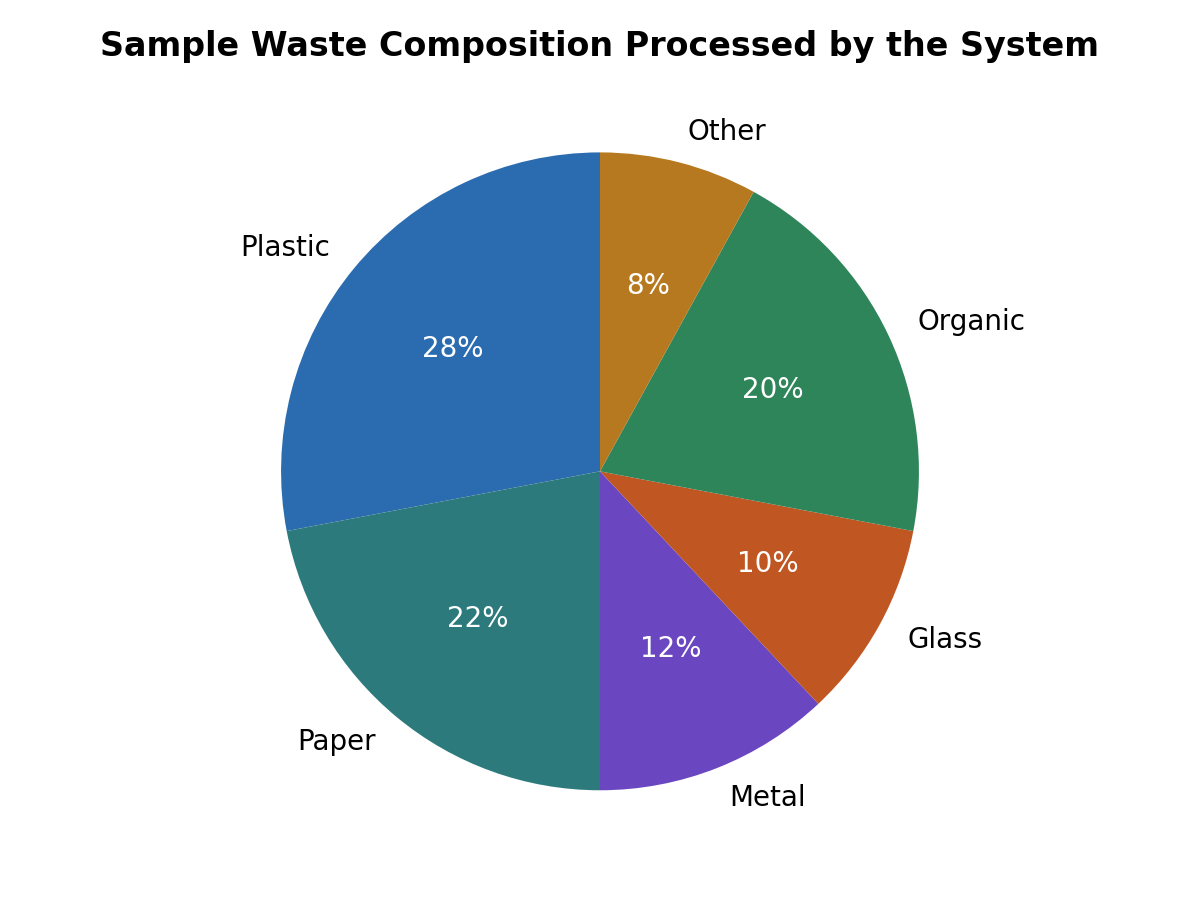 Sample Waste Composition Processed by the System
Other
Plastic
8%
Organic
28%
20%
10%
22%
Glass
12%
Paper
Metal